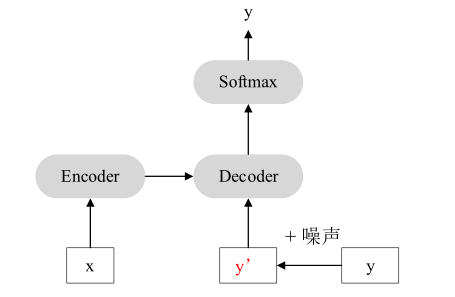 y
Softmax
Encoder
Decoder
+ 噪声
x
y’
y